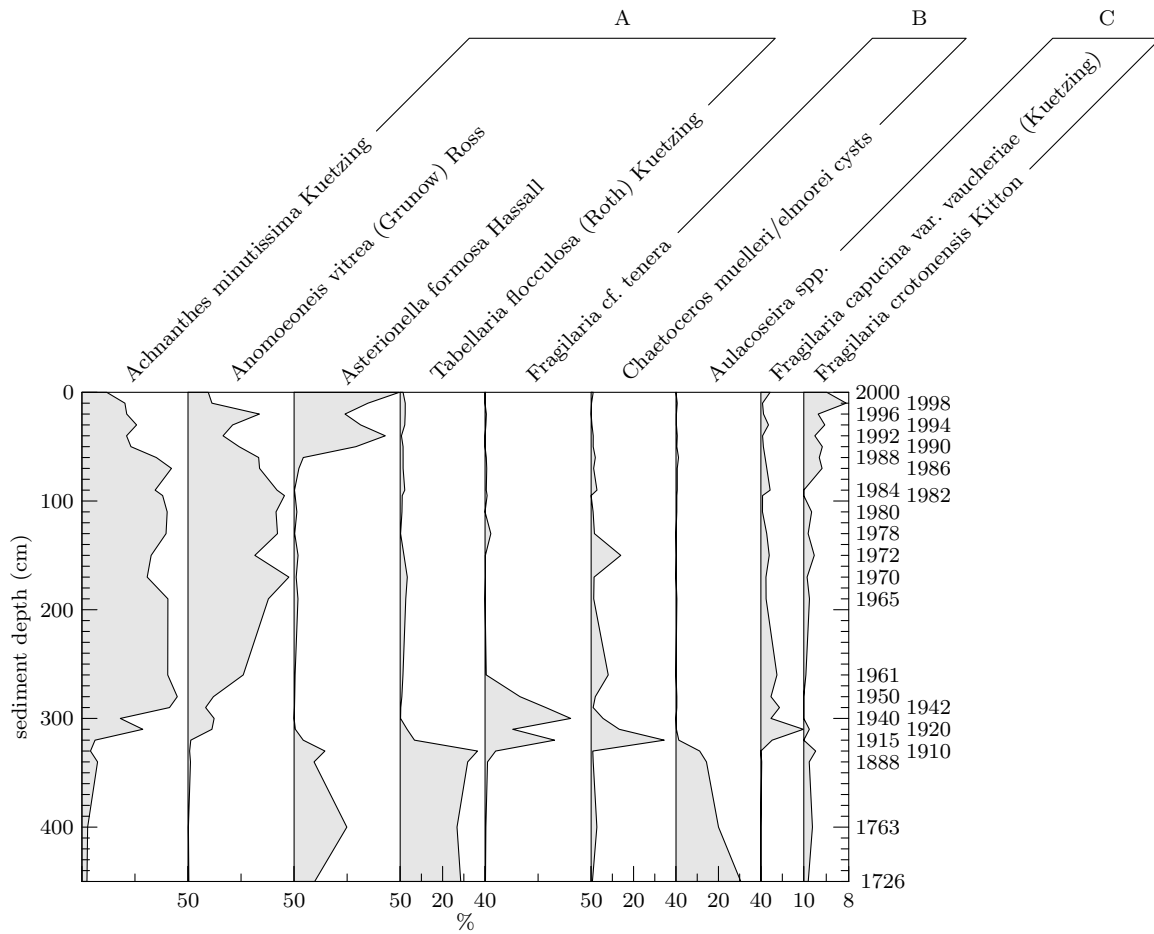 A B C
Achnanthes minutissima Kuetzing
Anomoeoneis vitrea (Grunow) Ross
Asterionella formosa Hassall
Tabellaria flocculosa (Roth) Kuetzing
Fragilaria cf. tenera
Chaetoceros muelleri/elmorei cysts
Aulacoseira spp.
Fragilaria capucina var. vaucheriae (Kuetzing)
Fragilaria crotonensis Kitton
sediment depth (cm)
0
100
200
300
400
2000
1998
1996
1994
1992
1990
1988
1986
1984
1982
1980
1978
1972
1970
1965
1961
1950
1942
1940
1920
1915
1910
1888
1763
1726
50 50 50 20 40 50 20 40 20 40 10 8
%